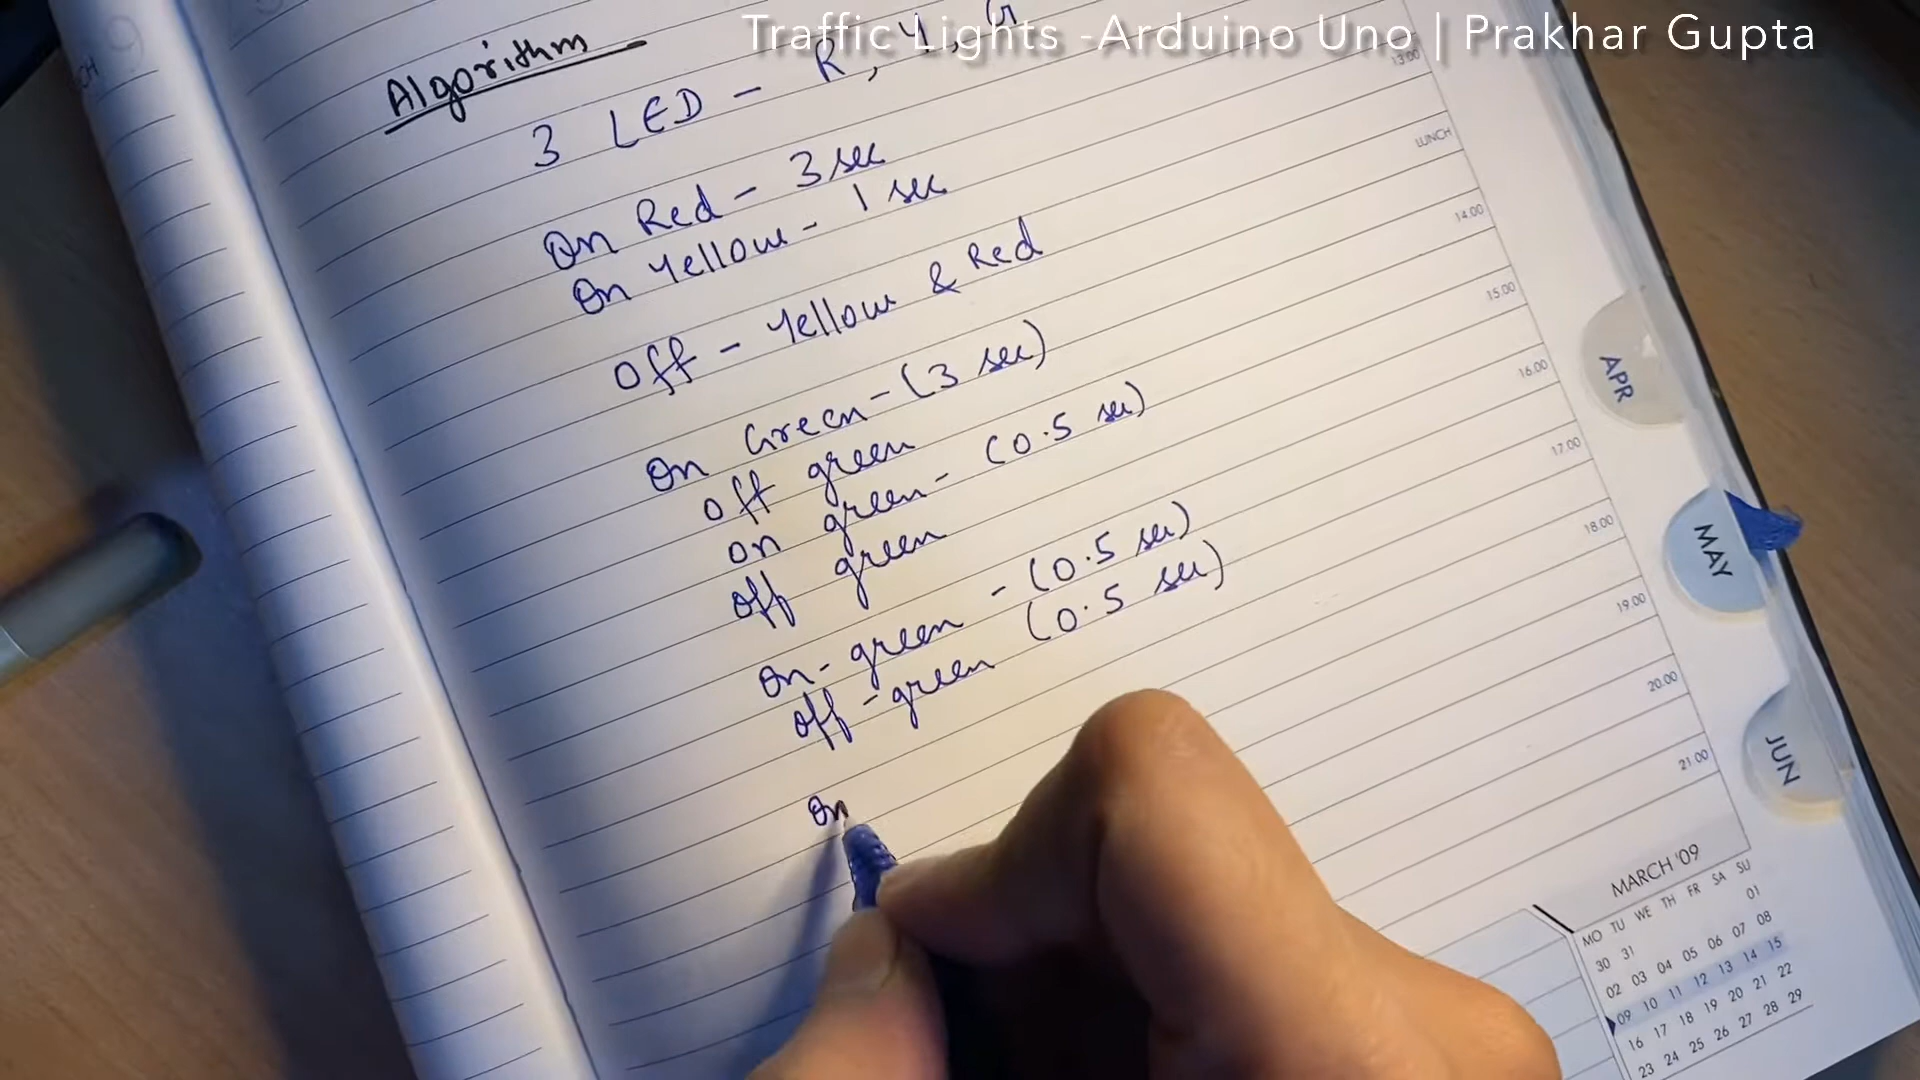 Traffic Lights -Arduino Uno | Prakhar Gupta
Algorithm
3 LED - R, Y, G
On Red - 3 sec
On Yellow - 1 sec
Off - Yellow & Red
On Green - (3 sec)
off green
on green - (0.5 sec)
off green
on - green - (0.5 sec)
off - green (0.5 sec)
on
13.00
LUNCH
14.00
15.00
16.00
17.00
18.00
19.00
20.00
21.00
APR
MAY
JUN
MARCH '09
MO TU WE TH FR SA SU
30 31 01
02 03 04 05 06 07 08
09 10 11 12 13 14 15
16 17 18 19 20 21 22
23 24 25 26 27 28 29